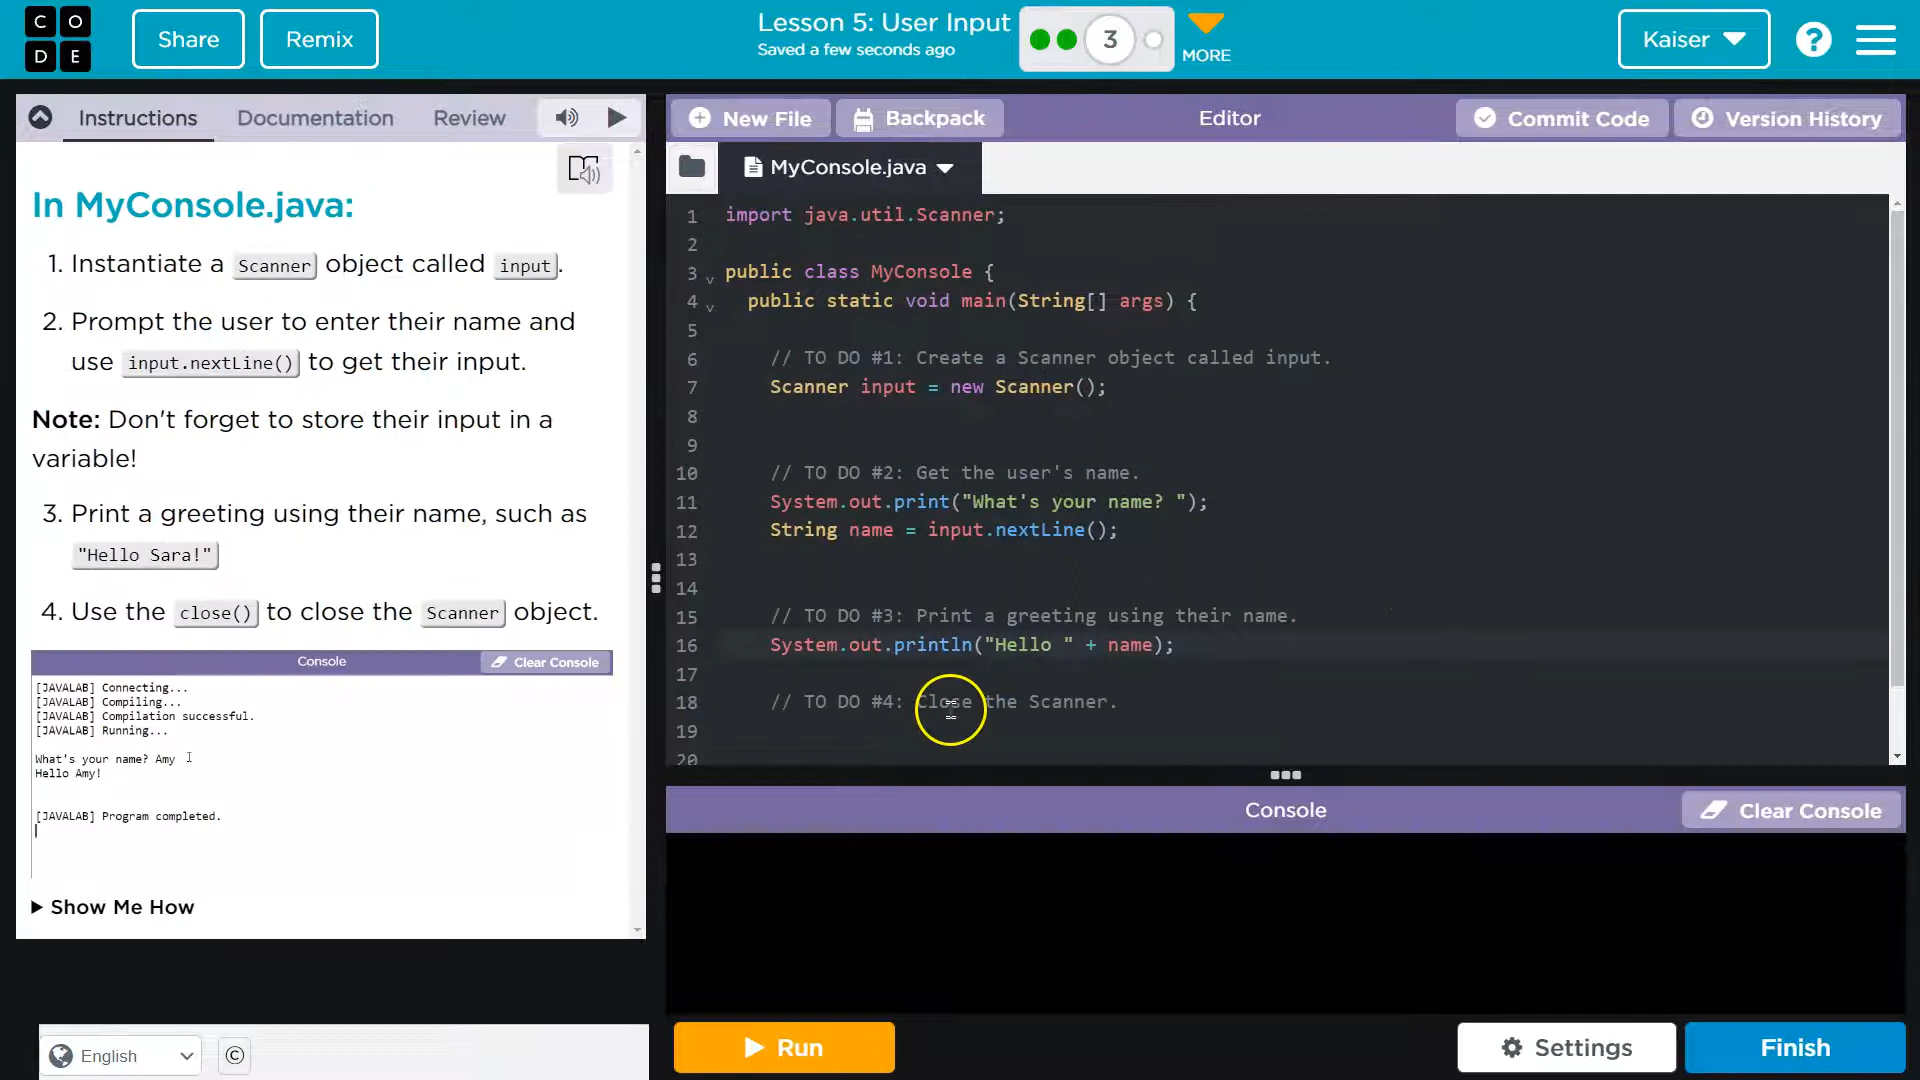 CODE
Share
Remix
Lesson 5: User Input
Saved a few seconds ago
3
MORE
Kaiser
?
Instructions
Documentation
Review
In MyConsole.java:
1. Instantiate a Scanner object called input.
2. Prompt the user to enter their name and
use input.nextLine() to get their input.
Note: Don't forget to store their input in a
variable!
3. Print a greeting using their name, such as
"Hello Sara!"
4. Use the close() to close the Scanner object.
Console
Clear Console
[JAVALAB] Connecting...
[JAVALAB] Compiling...
[JAVALAB] Compilation successful.
[JAVALAB] Running...
What's your name? Amy
Hello Amy!
[JAVALAB] Program completed.
Show Me How
English
©
New File
Backpack
Editor
Commit Code
Version History
MyConsole.java
1 import java.util.Scanner;
2
3 public class MyConsole {
4 public static void main(String[] args) {
5
6 // TO DO #1: Create a Scanner object called input.
7 Scanner input = new Scanner();
8
9
10 // TO DO #2: Get the user's name.
11 System.out.print("What's your name? ");
12 String name = input.nextLine();
13
14
15 // TO DO #3: Print a greeting using their name.
16 System.out.println("Hello " + name);
17
18 // TO DO #4: Close the Scanner.
19
20
Console
Clear Console
Run
Settings
Finish